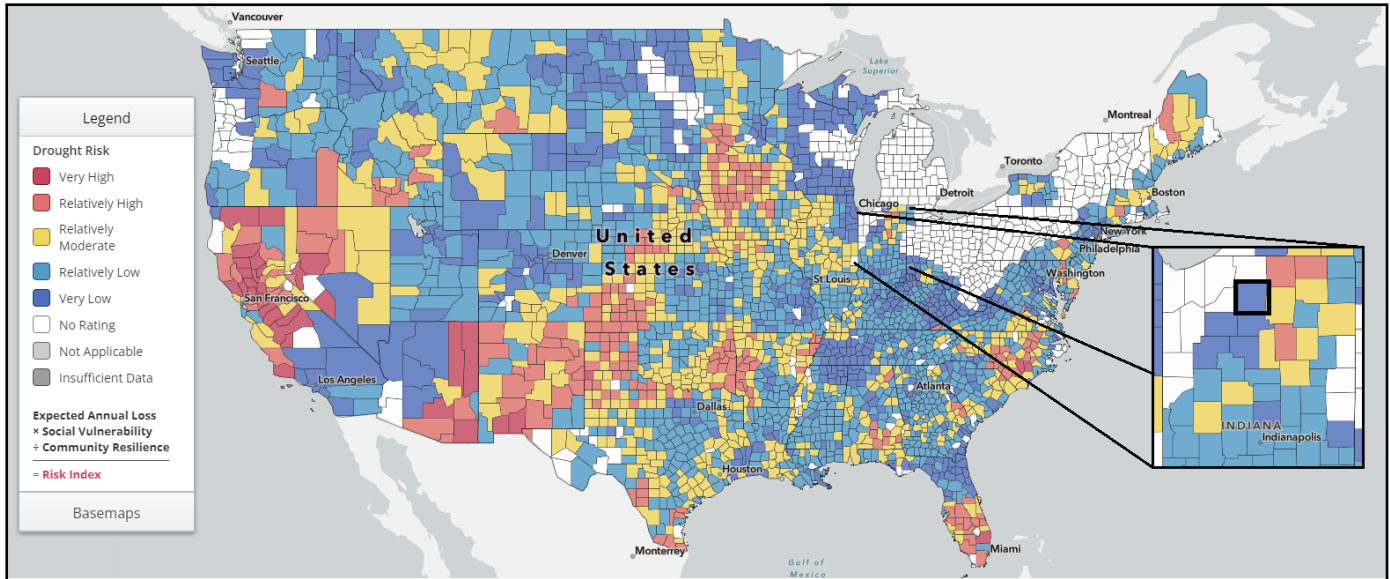 Vancouver
Seattle
Lake
Superior
Montreal
Toronto
Boston
Detroit
Chicago
New York
Philadelphia
United
States
Denver
St Louis
Washington
San Francisco
Los Angeles
Atlanta
Dallas
Houston
Monterrey
Miami
Gulf of
Mexico
INDIANA
Indianapolis
Legend
Drought Risk
Very High
Relatively High
Relatively
Moderate
Relatively Low
Very Low
No Rating
Not Applicable
Insufficient Data
Expected Annual Loss
× Social Vulnerability
÷ Community Resilience
= Risk Index
Basemaps